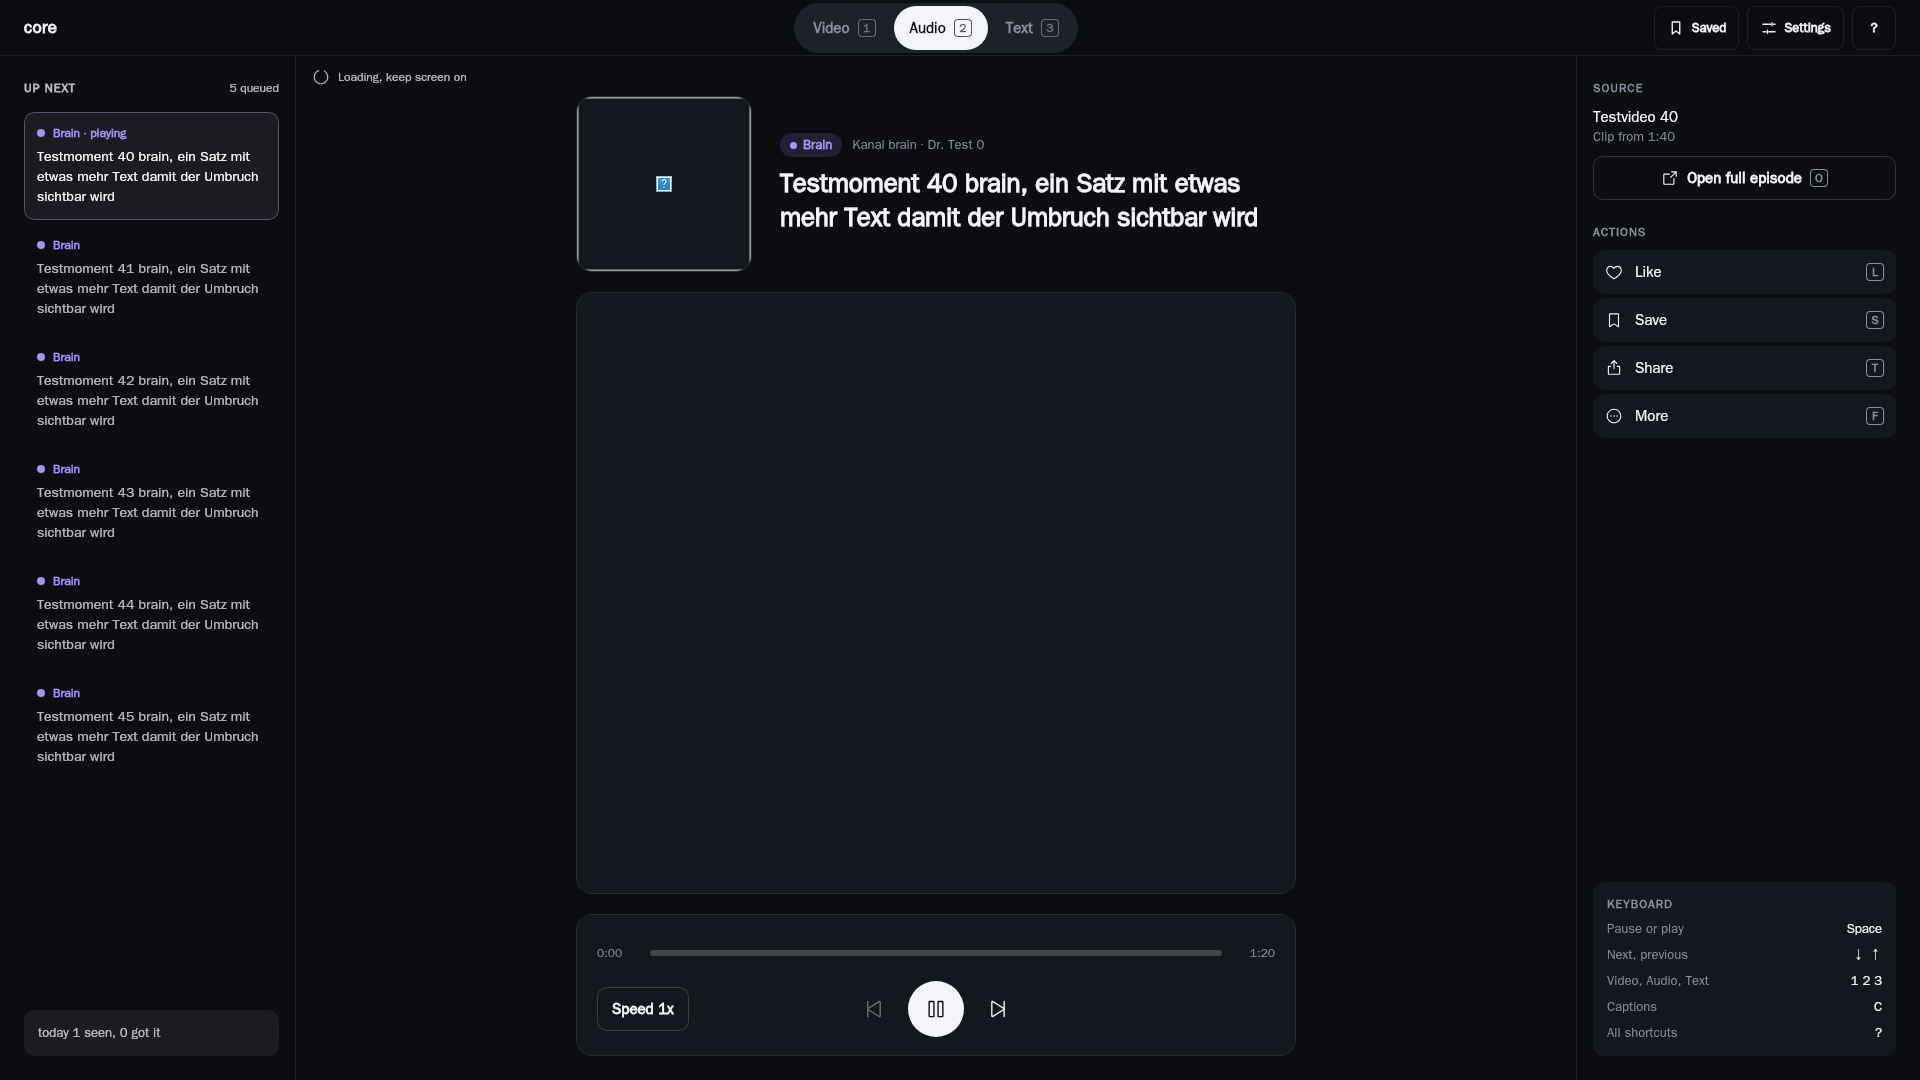 core
Video 1
Audio 2
Text 3
Saved
Settings
?
UP NEXT
5 queued
Brain · playing
Testmoment 40 brain, ein Satz mit
etwas mehr Text damit der Umbruch
sichtbar wird
Brain
Testmoment 41 brain, ein Satz mit
etwas mehr Text damit der Umbruch
sichtbar wird
Brain
Testmoment 42 brain, ein Satz mit
etwas mehr Text damit der Umbruch
sichtbar wird
Brain
Testmoment 43 brain, ein Satz mit
etwas mehr Text damit der Umbruch
sichtbar wird
Brain
Testmoment 44 brain, ein Satz mit
etwas mehr Text damit der Umbruch
sichtbar wird
Brain
Testmoment 45 brain, ein Satz mit
etwas mehr Text damit der Umbruch
sichtbar wird
today 1 seen, 0 got it
Loading, keep screen on
?
Brain
Kanal brain · Dr. Test 0
Testmoment 40 brain, ein Satz mit etwas
mehr Text damit der Umbruch sichtbar wird
0:00
1:20
Speed 1x
SOURCE
Testvideo 40
Clip from 1:40
Open full episode O
ACTIONS
Like L
Save S
Share T
More F
KEYBOARD
Pause or play Space
Next, previous ↓ ↑
Video, Audio, Text 1 2 3
Captions C
All shortcuts ?